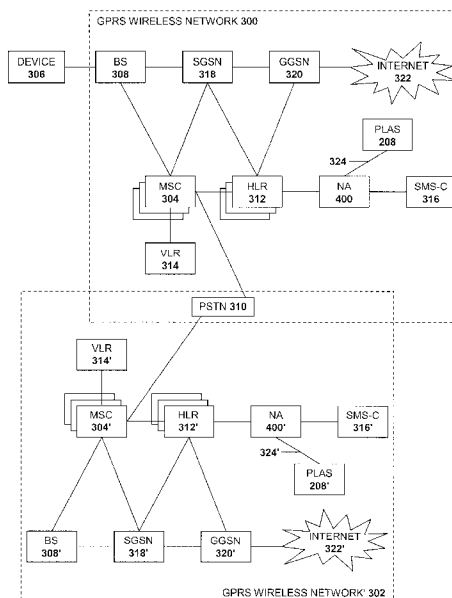 GPRS WIRELESS NETWORK 300
DEVICE
306
BS
308
SGSN
318
GGSN
320
INTERNET
322
PLAS
208
324
MSC
304
HLR
312
NA
400
SMS-C
316
VLR
314
PSTN 310
VLR
314'
MSC
304'
HLR
312'
NA
400'
SMS-C
316'
324'
PLAS
208'
BS
308'
SGSN
318'
GGSN
320'
INTERNET
322'
GPRS WIRELESS NETWORK' 302